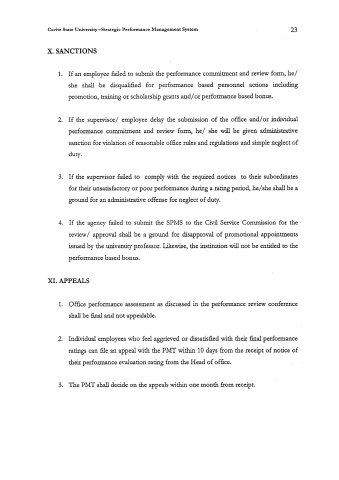 Cavite State University –Strategic Performance Management System 23
X. SANCTIONS
1. If an employee failed to submit the performance commitment and review form, he/
she shall be disqualified for performance based personnel actions including
promotion, training or scholarship grants and/or performance based bonus.
2. If the supervisor/ employee delay the submission of the office and/or individual
performance commitment and review form, he/ she will be given administrative
sanction for violation of reasonable office rules and regulations and simple neglect of
duty.
3. If the supervisor failed to comply with the required notices to their subordinates
for their unsatisfactory or poor performance during a rating period, he/she shall be a
ground for an administrative offense for neglect of duty.
4. If the agency failed to submit the SPMS to the Civil Service Commission for the
review/ approval shall be a ground for disapproval of promotional appointments
issued by the university professor. Likewise, the institution will not be entitled to the
performance based bonus.
XI. APPEALS
1. Office performance assessment as discussed in the performance review conference
shall be final and not appealable.
2. Individual employees who feel aggrieved or dissatisfied with their final performance
ratings can file an appeal with the PMT within 10 days from the receipt of notice of
their performance evaluation rating from the Head of office.
3. The PMT shall decide on the appeals within one month from receipt.